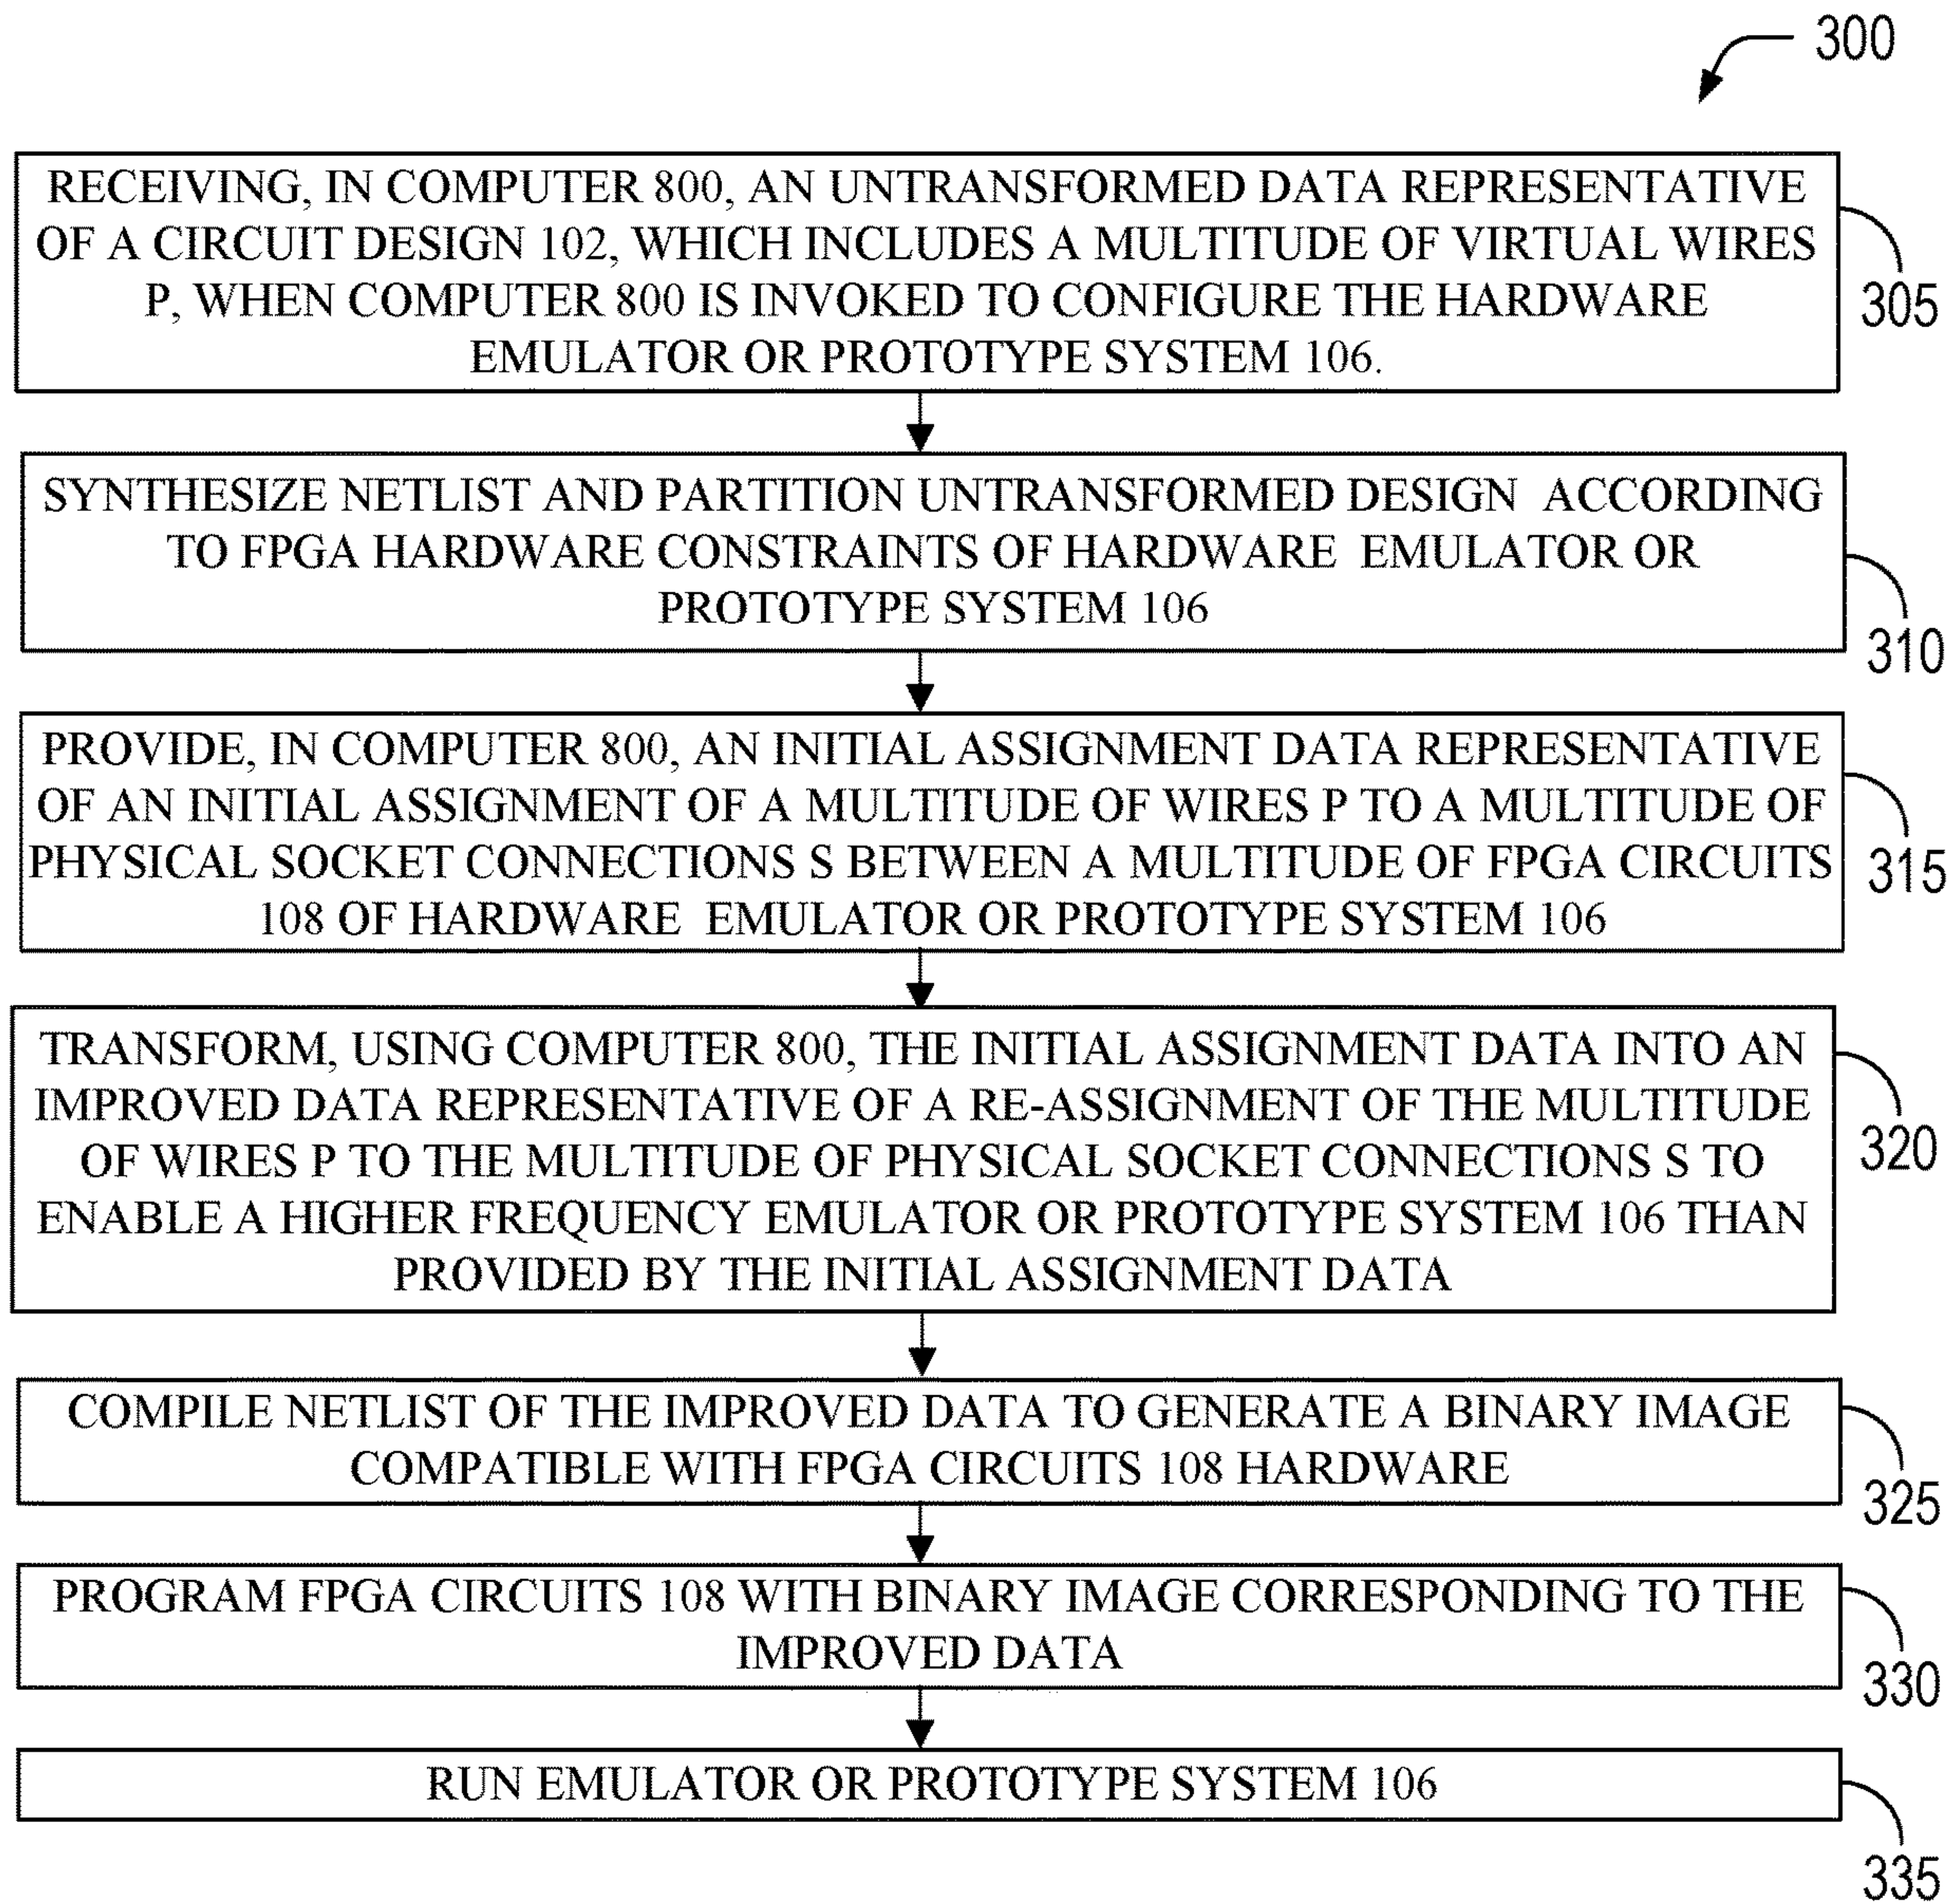 300
RECEIVING, IN COMPUTER 800, AN UNTRANSFORMED DATA REPRESENTATIVE
OF A CIRCUIT DESIGN 102, WHICH INCLUDES A MULTITUDE OF VIRTUAL WIRES
P, WHEN COMPUTER 800 IS INVOKED TO CONFIGURE THE HARDWARE
EMULATOR OR PROTOTYPE SYSTEM 106.
305
SYNTHESIZE NETLIST AND PARTITION UNTRANSFORMED DESIGN ACCORDING
TO FPGA HARDWARE CONSTRAINTS OF HARDWARE EMULATOR OR
PROTOTYPE SYSTEM 106
310
PROVIDE, IN COMPUTER 800, AN INITIAL ASSIGNMENT DATA REPRESENTATIVE
OF AN INITIAL ASSIGNMENT OF A MULTITUDE OF WIRES P TO A MULTITUDE OF
PHYSICAL SOCKET CONNECTIONS S BETWEEN A MULTITUDE OF FPGA CIRCUITS
108 OF HARDWARE EMULATOR OR PROTOTYPE SYSTEM 106
315
TRANSFORM, USING COMPUTER 800, THE INITIAL ASSIGNMENT DATA INTO AN
IMPROVED DATA REPRESENTATIVE OF A RE-ASSIGNMENT OF THE MULTITUDE
OF WIRES P TO THE MULTITUDE OF PHYSICAL SOCKET CONNECTIONS S TO
ENABLE A HIGHER FREQUENCY EMULATOR OR PROTOTYPE SYSTEM 106 THAN
PROVIDED BY THE INITIAL ASSIGNMENT DATA
320
COMPILE NETLIST OF THE IMPROVED DATA TO GENERATE A BINARY IMAGE
COMPATIBLE WITH FPGA CIRCUITS 108 HARDWARE
325
PROGRAM FPGA CIRCUITS 108 WITH BINARY IMAGE CORRESPONDING TO THE
IMPROVED DATA
330
RUN EMULATOR OR PROTOTYPE SYSTEM 106
335